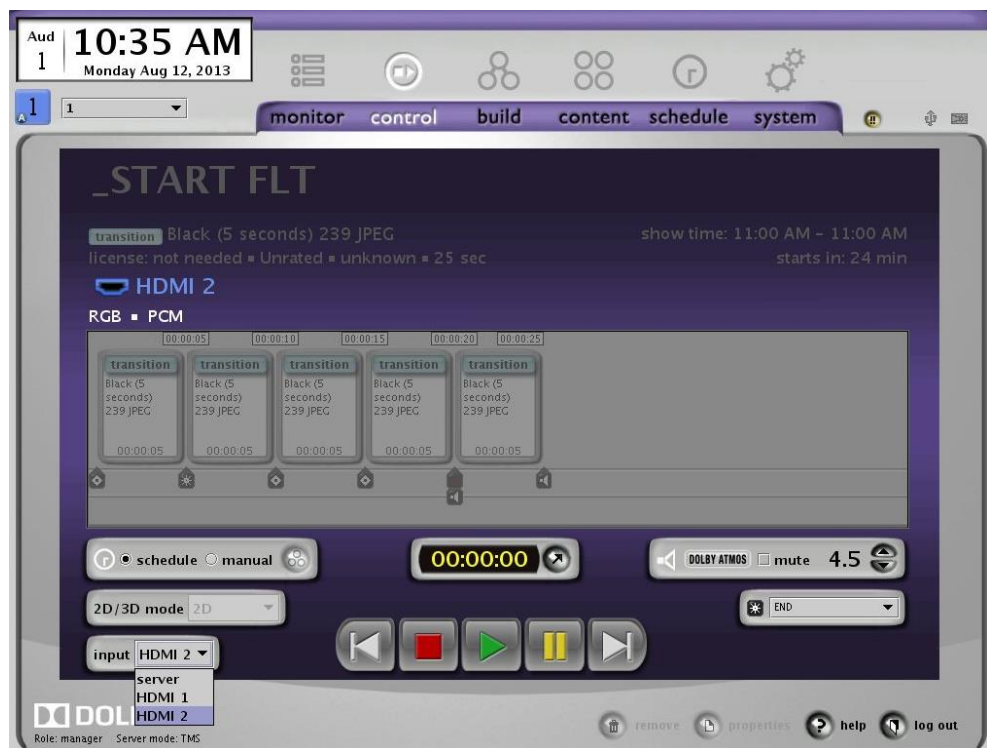 Aud
1
10:35 AM
Monday Aug 12, 2013
1
A
1
monitor control build content schedule system
_START FLT
transition Black (5 seconds) 239 JPEG
show time: 11:00 AM - 11:00 AM
license: not needed ▪ Unrated ▪ unknown ▪ 25 sec
starts in: 24 min
HDMI 2
RGB ▪ PCM
00:00:05 00:00:10 00:00:15 00:00:20 00:00:25
transition transition transition transition transition
Black (5 Black (5 Black (5 Black (5 Black (5
seconds) seconds) seconds) seconds) seconds)
239 JPEG 239 JPEG 239 JPEG 239 JPEG 239 JPEG
00:00:05 00:00:05 00:00:05 00:00:05 00:00:05
schedule manual
00:00:00
DOLBY ATMOS mute 4.5
2D/3D mode 2D
END
input HDMI 2
server
HDMI 1
HDMI 2
DOL
remove properties help log out
Role: manager Server mode: TMS